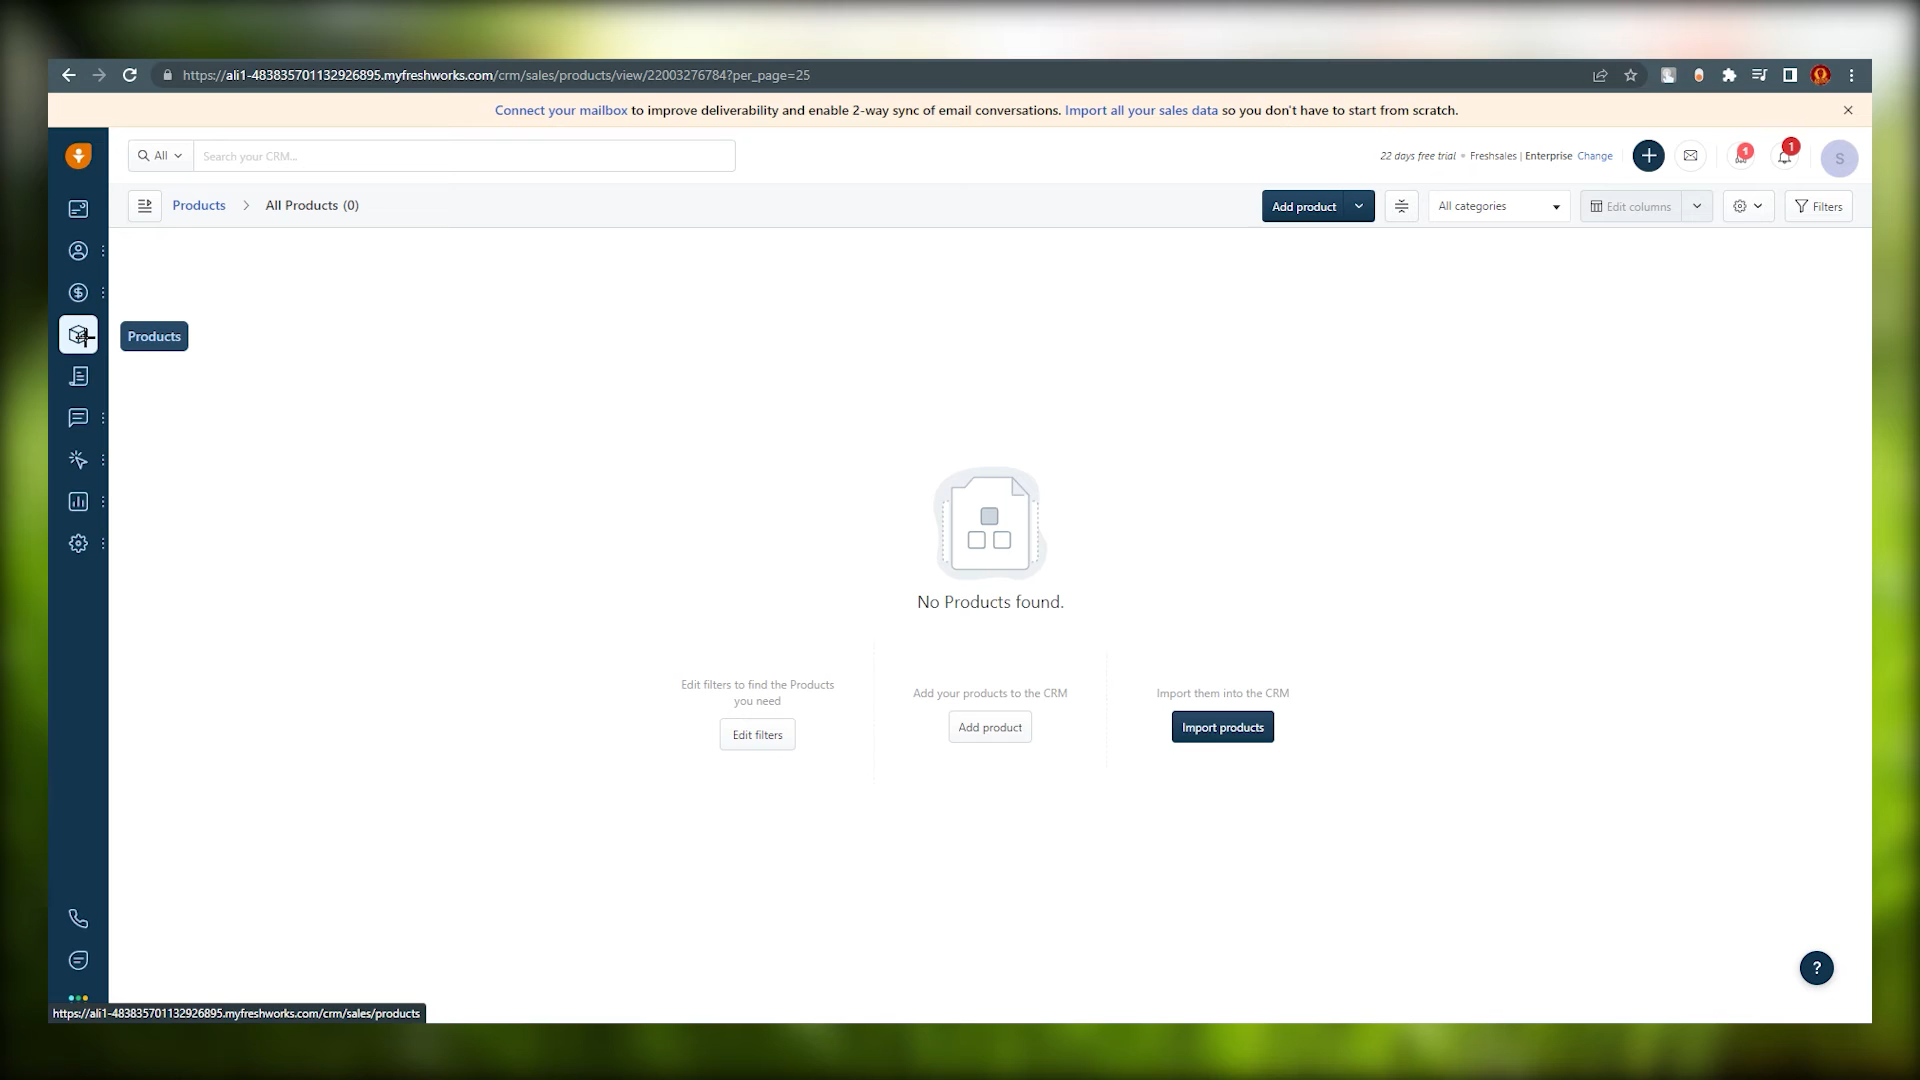 https://ali1-483835701132926895.myfreshworks.com/crm/sales/products/view/22003276784?per_page=25
Connect your mailbox to improve deliverability and enable 2-way sync of email conversations. Import all your sales data so you don't have to start from scratch.
All
Search your CRM...
22 days free trial • Freshsales | Enterprise Change
1
1
S
Products > All Products (0)
Add product
All categories
Edit columns
Filters
Products
No Products found.
Edit filters to find the Products
you need
Edit filters
Add your products to the CRM
Add product
Import them into the CRM
Import products
?
https://ali1-483835701132926895.myfreshworks.com/crm/sales/products